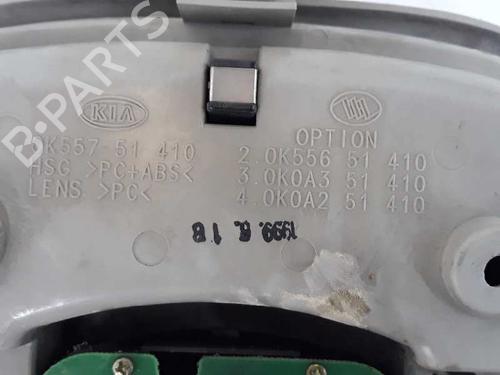 KIA
OPTION
0K557 51 410
HSG >PC+ABS<
LENS >PC<
2.0K556 51 410
3.0K0A3 51 410
4.0K0A2 51 410
1999. 6. 18